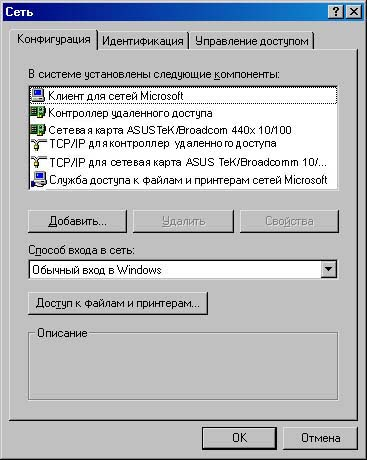 Сеть
Конфигурация
Идентификация
Управление доступом
В системе установлены следующие компоненты:
Клиент для сетей Microsoft
Контроллер удаленного доступа
Сетевая карта ASUSTeK/Broadcom 440x 10/100
TCP/IP для контроллер удаленного доступа
TCP/IP для сетевая карта ASUS TeK/Broadcomm 10/...
Служба доступа к файлам и принтерам сетей Microsoft
Добавить...
Удалить
Свойства
Способ входа в сеть:
Обычный вход в Windows
Доступ к файлам и принтерам...
Описание
OK
Отмена